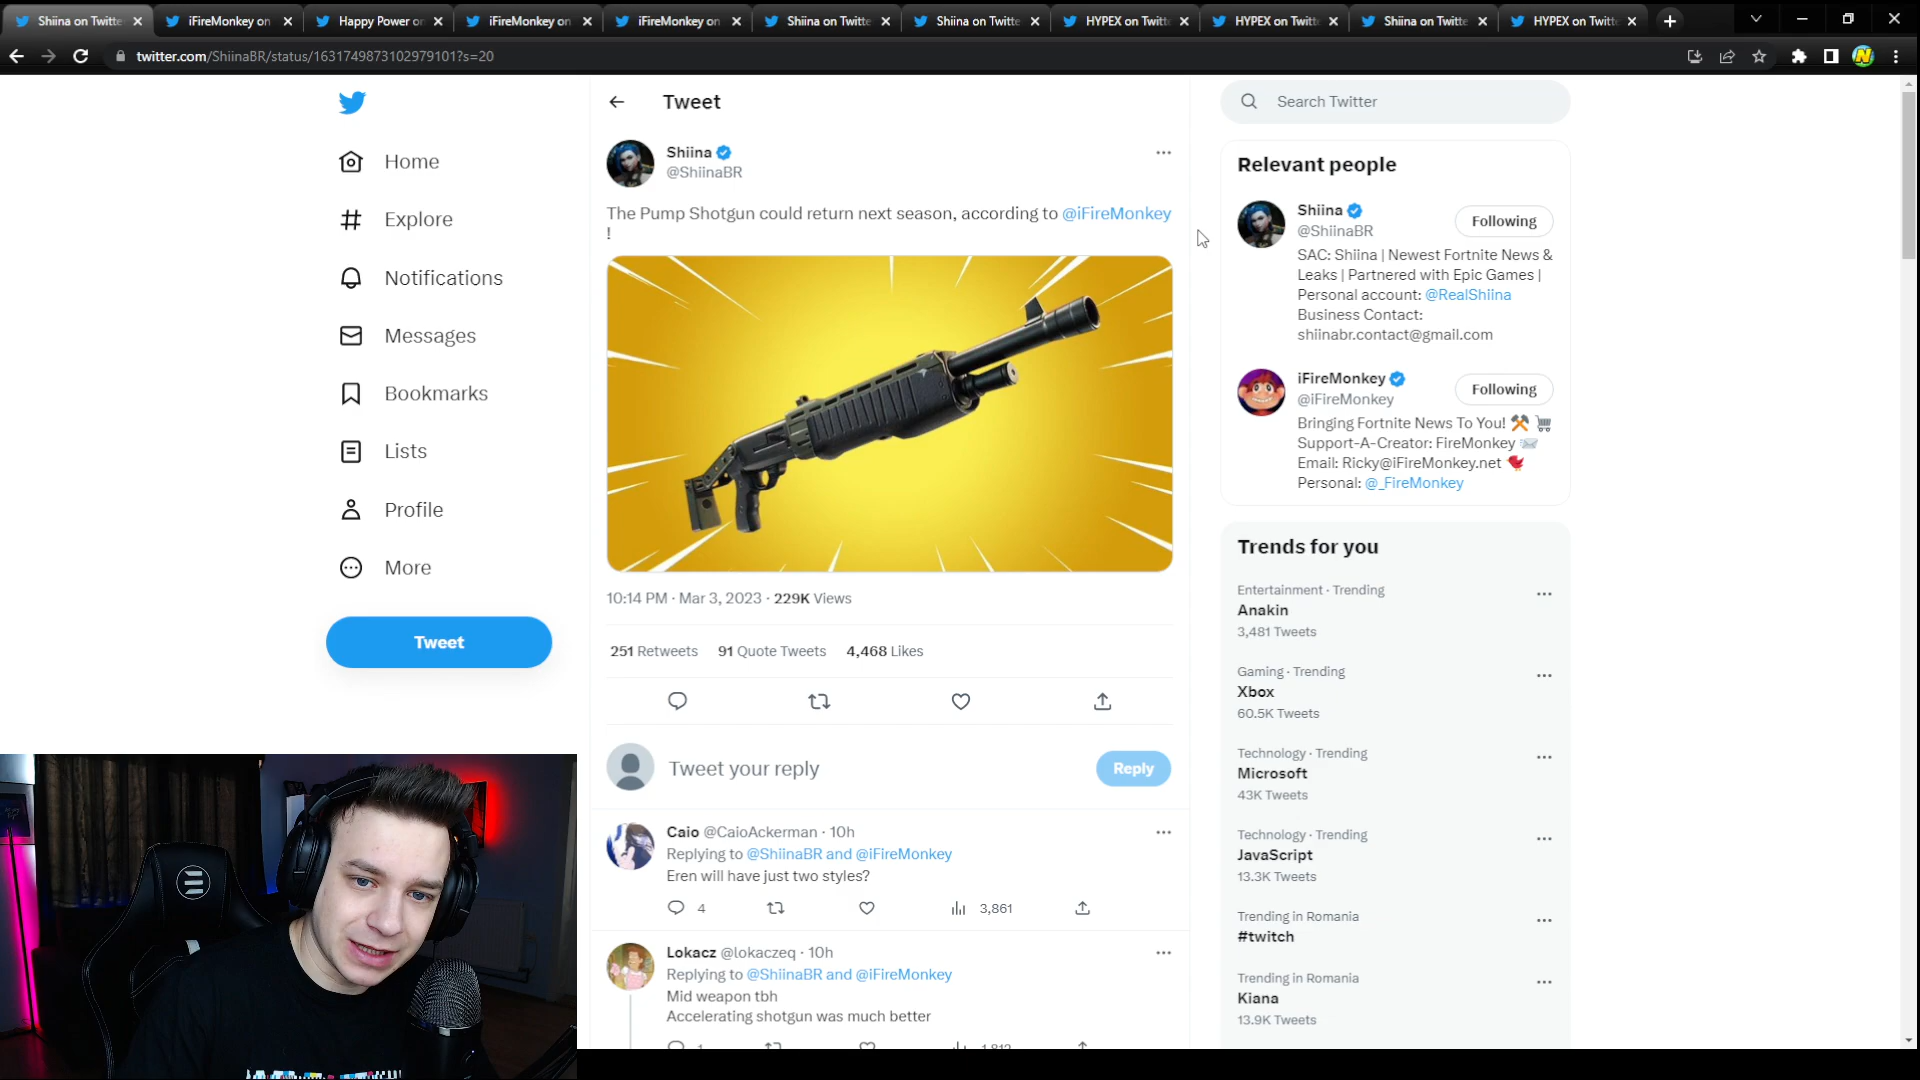 Shiina on Twitte
iFireMonkey on
Happy Power on
iFireMonkey on
iFireMonkey on
Shiina on Twitte
Shiina on Twitte
HYPEX on Twitte
HYPEX on Twitte
Shiina on Twitte
HYPEX on Twitte
twitter.com/ShiinaBR/status/1631749873102979101?s=20
Home
Explore
Notifications
Messages
Bookmarks
Lists
Profile
More
Tweet
Tweet
Shiina
@ShiinaBR
The Pump Shotgun could return next season, according to @iFireMonkey
!
10:14 PM · Mar 3, 2023 · 229K Views
251 Retweets 91 Quote Tweets 4,468 Likes
Tweet your reply
Reply
Caio @CaioAckerman · 10h
Replying to @ShiinaBR and @iFireMonkey
Eren will have just two styles?
4
3,861
Lokacz @lokaczeq · 10h
Replying to @ShiinaBR and @iFireMonkey
Mid weapon tbh
Accelerating shotgun was much better
1
1,812
Search Twitter
Relevant people
Shiina
Following
@ShiinaBR
SAC: Shiina | Newest Fortnite News &
Leaks | Partnered with Epic Games |
Personal account: @RealShiina
Business Contact:
shiinabr.contact@gmail.com
iFireMonkey
Following
@iFireMonkey
Bringing Fortnite News To You!
Support-A-Creator: FireMonkey
Email: Ricky@iFireMonkey.net
Personal: @_FireMonkey
Trends for you
Entertainment · Trending
Anakin
3,481 Tweets
Gaming · Trending
Xbox
60.5K Tweets
Technology · Trending
Microsoft
43K Tweets
Technology · Trending
JavaScript
13.3K Tweets
Trending in Romania
#twitch
Trending in Romania
Kiana
13.9K Tweets